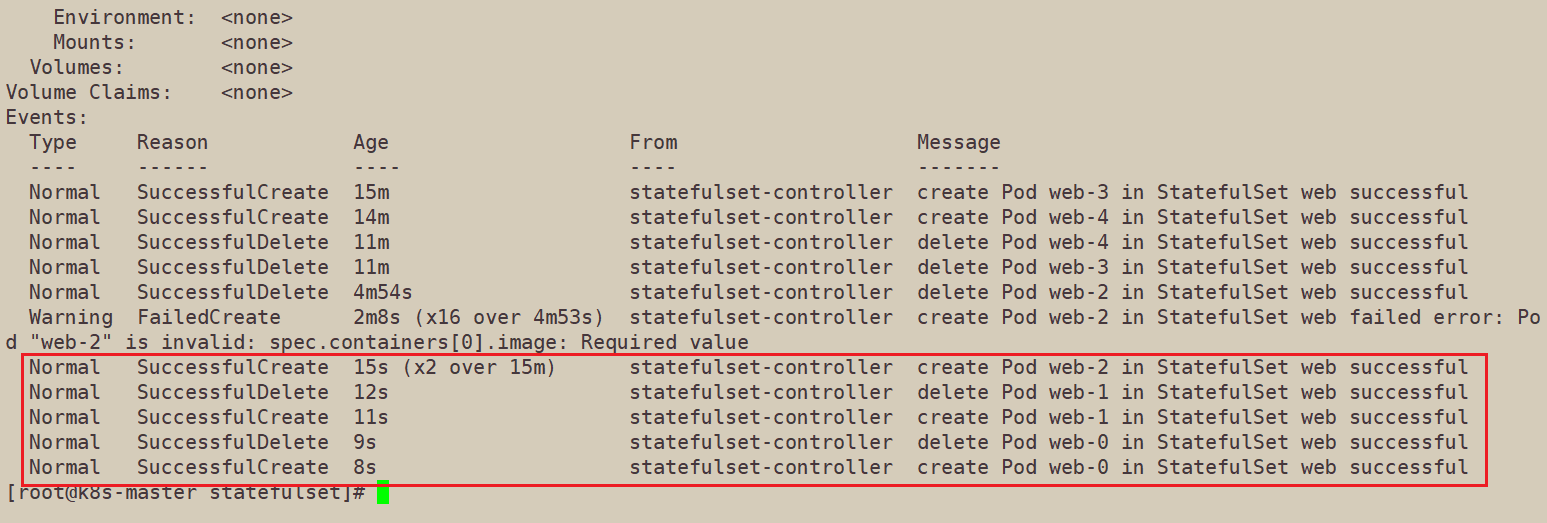 Environment:  <none>
Mounts:       <none>
Volumes:        <none>
Volume Claims:    <none>
Events:
Type     Reason            Age                    From                    Message
----     ------            ----                   ----                    -------
Normal   SuccessfulCreate  15m                    statefulset-controller  create Pod web-3 in StatefulSet web successful
Normal   SuccessfulCreate  14m                    statefulset-controller  create Pod web-4 in StatefulSet web successful
Normal   SuccessfulDelete  11m                    statefulset-controller  delete Pod web-4 in StatefulSet web successful
Normal   SuccessfulDelete  11m                    statefulset-controller  delete Pod web-3 in StatefulSet web successful
Normal   SuccessfulDelete  4m54s                  statefulset-controller  delete Pod web-2 in StatefulSet web successful
Warning  FailedCreate      2m8s (x16 over 4m53s)  statefulset-controller  create Pod web-2 in StatefulSet web failed error: Po
d "web-2" is invalid: spec.containers[0].image: Required value
Normal   SuccessfulCreate  15s (x2 over 15m)      statefulset-controller  create Pod web-2 in StatefulSet web successful
Normal   SuccessfulDelete  12s                    statefulset-controller  delete Pod web-1 in StatefulSet web successful
Normal   SuccessfulCreate  11s                    statefulset-controller  create Pod web-1 in StatefulSet web successful
Normal   SuccessfulDelete  9s                     statefulset-controller  delete Pod web-0 in StatefulSet web successful
Normal   SuccessfulCreate  8s                     statefulset-controller  create Pod web-0 in StatefulSet web successful
[root@k8s-master statefulset]#